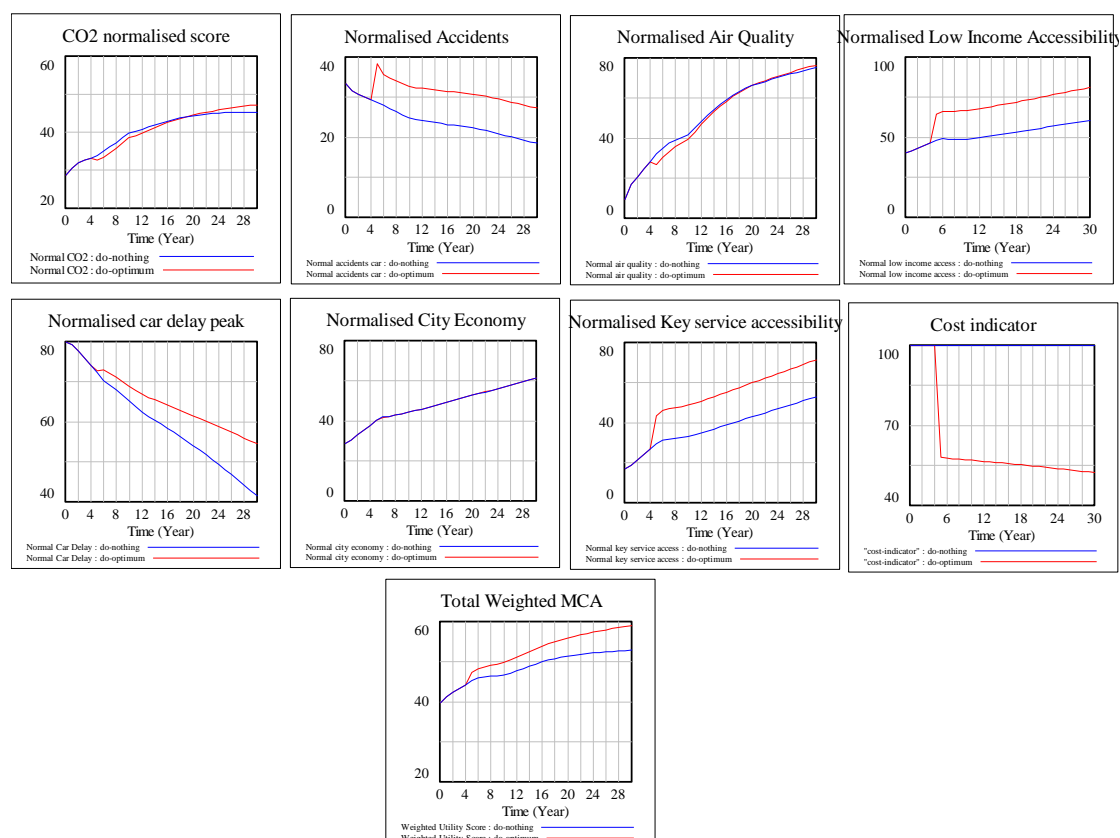 CO2 normalised score
60
40
20
0 4 8 12 16 20 24 28
Time (Year)
Normal CO2 : do-nothing
Normal CO2 : do-optimum
Normalised Accidents
40
20
0
0 4 8 12 16 20 24 28
Time (Year)
Normal accidents car : do-nothing
Normal accidents car : do-optimum
Normalised Air Quality
80
40
0
0 4 8 12 16 20 24 28
Time (Year)
Normal air quality : do-nothing
Normal air quality : do-optimum
Normalised Low Income Accessibility
100
50
0
0 6 12 18 24 30
Time (Year)
Normal low income access : do-nothing
Normal low income access : do-optimum
Normalised car delay peak
80
60
40
0 4 8 12 16 20 24 28
Time (Year)
Normal Car Delay : do-nothing
Normal Car Delay : do-optimum
Normalised City Economy
80
40
0
0 4 8 12 16 20 24 28
Time (Year)
Normal city economy : do-nothing
Normal city economy : do-optimum
Normalised Key service accessibility
80
40
0
0 4 8 12 16 20 24 28
Time (Year)
Normal key service access : do-nothing
Normal key service access : do-optimum
Cost indicator
100
70
40
0 6 12 18 24 30
Time (Year)
"cost-indicator" : do-nothing
"cost-indicator" : do-optimum
Total Weighted MCA
60
40
20
0 4 8 12 16 20 24 28
Time (Year)
Weighted Utility Score : do-nothing
Weighted Utility Score : do-optimum